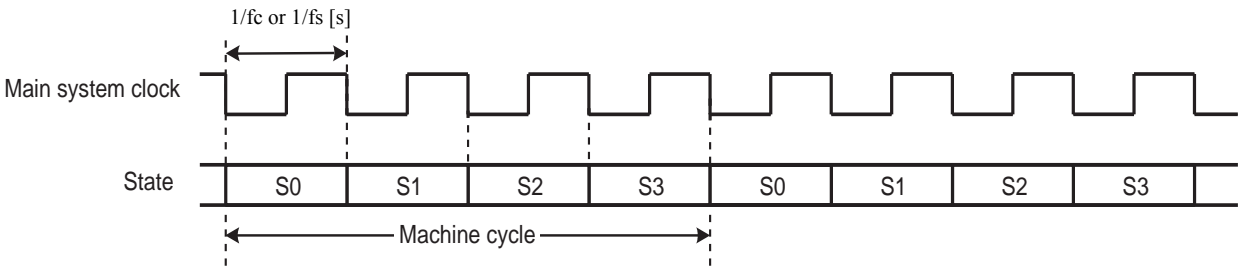 1/fc or 1/fs [s]
Main system clock
State S0 S1 S2 S3 S0 S1 S2 S3
Machine cycle